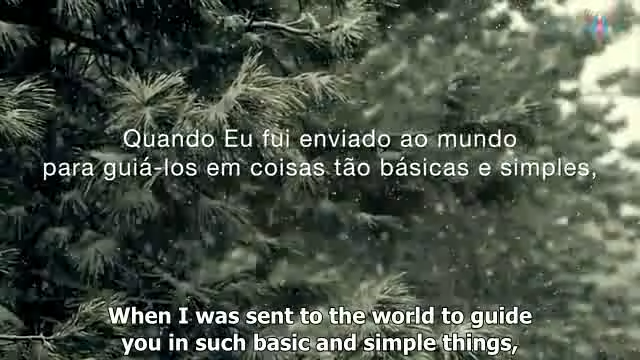 Quando Eu fui enviado ao mundo
para guiá-los em coisas tão básicas e simples,
When I was sent to the world to guide
you in such basic and simple things,